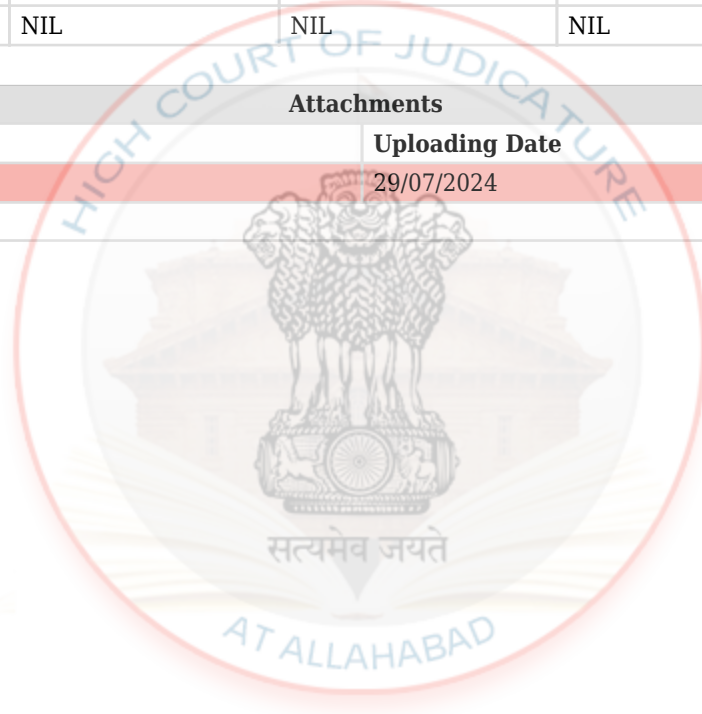 NIL NIL NIL
Attachments
Uploading Date
29/07/2024
HIGH COURT OF JUDICATURE
सत्यमेव जयते
AT ALLAHABAD